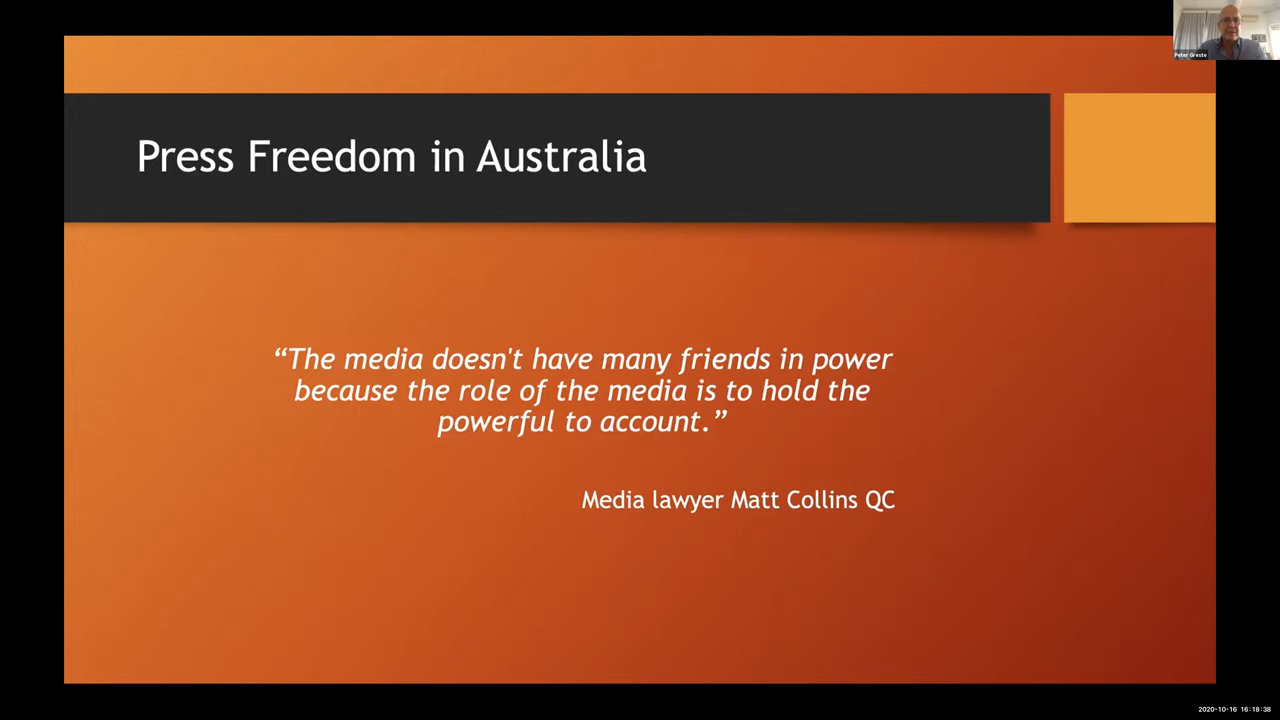 Peter Greste
Press Freedom in Australia
“The media doesn't have many friends in power
because the role of the media is to hold the
powerful to account.”
Media lawyer Matt Collins QC
2020-10-16 16:18:38